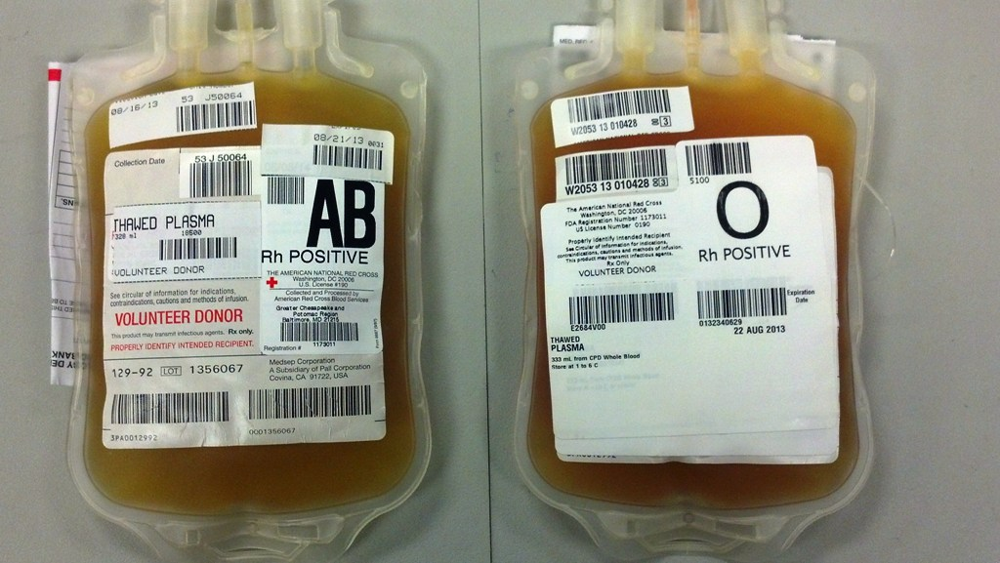 08/16/13
53 J50064
Collection Date
53 J 50064
08/21/13 0031
THAWED PLASMA
328 ml 18500
VOLUNTEER DONOR
AB
Rh POSITIVE
THE AMERICAN NATIONAL RED CROSS
Washington, DC 20006
U.S. License #190
Collected and Processed by
American Red Cross Blood Services
Greater Chesapeake and
Potomac Region
Baltimore, MD 21215
Registration # 1173011
See circular of information for indications,
contraindications, cautions and methods of infusion.
VOLUNTEER DONOR
This product may transmit infectious agents. Rx only.
PROPERLY IDENTIFY INTENDED RECIPIENT.
129-92 LOT 1356067
Medsep Corporation
A Subsidiary of Pall Corporation
Covina, CA 91722, USA
3PA0012992
0001356067
W2053 13 010428 3
W2053 13 010428
5100
The American National Red Cross
Washington, DC 20006
FDA Registration Number 1173011
US License Number 0190
Properly Identify Intended Recipient
See Circular of Information for indications,
contraindications, cautions and methods of infusion.
This product may transmit infectious agents.
Rx Only
VOLUNTEER DONOR
O
Rh POSITIVE
E2684V00
THAWED
PLASMA
333 mL from CPD Whole Blood
Store at 1 to 6 C
Expiration
Date
0132340629
22 AUG 2013